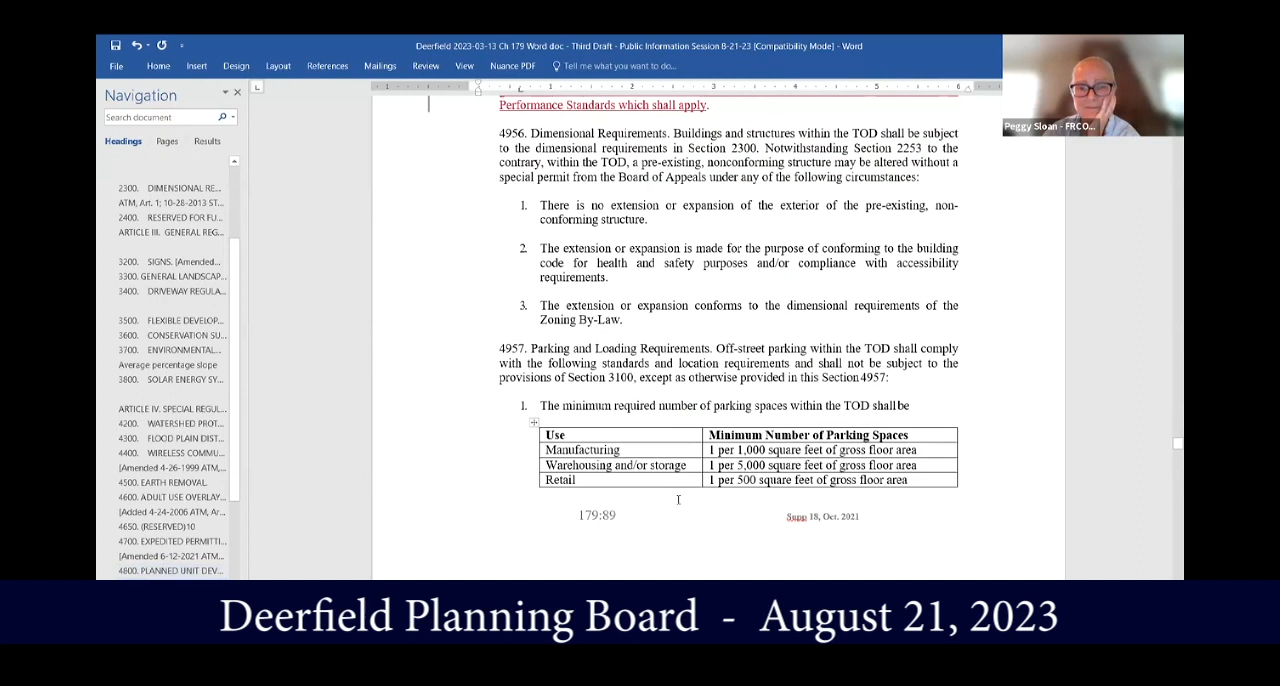 Deerfield 2023-03-13 Ch 179 Word doc - Third Draft - Public Information Session 8-21-23 [Compatibility Mode] - Word
File Home Insert Design Layout References Mailings Review View Nuance PDF Tell me what you want to do...
Peggy Sloan - FRCO...
Navigation
Search document
Headings Pages Results
2300. DIMENSIONAL RE...
ATM, Art. 1; 10-28-2013 ST...
2400. RESERVED FOR FU...
ARTICLE III. GENERAL REG...
3200. SIGNS. [Amended...
3300. GENERAL LANDSCAP...
3400. DRIVEWAY REGULA...
3500. FLEXIBLE DEVELOP...
3600. CONSERVATION SU...
3700. ENVIRONMENTAL...
Average percentage slope
3800. SOLAR ENERGY SY...
ARTICLE IV. SPECIAL REGUL...
4200. WATERSHED PROT...
4300. FLOOD PLAIN DIST...
4400. WIRELESS COMMU...
[Amended 4-26-1999 ATM,...
4500. EARTH REMOVAL.
4600. ADULT USE OVERLAY...
[Added 4-24-2006 ATM, Ar...
4650. (RESERVED)10
4700. EXPEDITED PERMITTI...
[Amended 6-12-2021 ATM...
4800. PLANNED UNIT DEV...
Performance Standards which shall apply.
4956. Dimensional Requirements. Buildings and structures within the TOD shall be subject
to the dimensional requirements in Section 2300. Notwithstanding Section 2253 to the
contrary, within the TOD, a pre-existing, nonconforming structure may be altered without a
special permit from the Board of Appeals under any of the following circumstances:
1. There is no extension or expansion of the exterior of the pre-existing, non-
conforming structure.
2. The extension or expansion is made for the purpose of conforming to the building
code for health and safety purposes and/or compliance with accessibility
requirements.
3. The extension or expansion conforms to the dimensional requirements of the
Zoning By-Law.
4957. Parking and Loading Requirements. Off-street parking within the TOD shall comply
with the following standards and location requirements and shall not be subject to the
provisions of Section 3100, except as otherwise provided in this Section 4957:
1. The minimum required number of parking spaces within the TOD shall be
Use Minimum Number of Parking Spaces
Manufacturing 1 per 1,000 square feet of gross floor area
Warehousing and/or storage 1 per 5,000 square feet of gross floor area
Retail 1 per 500 square feet of gross floor area
179:89 Supp 18, Oct. 2021
Deerfield Planning Board - August 21, 2023